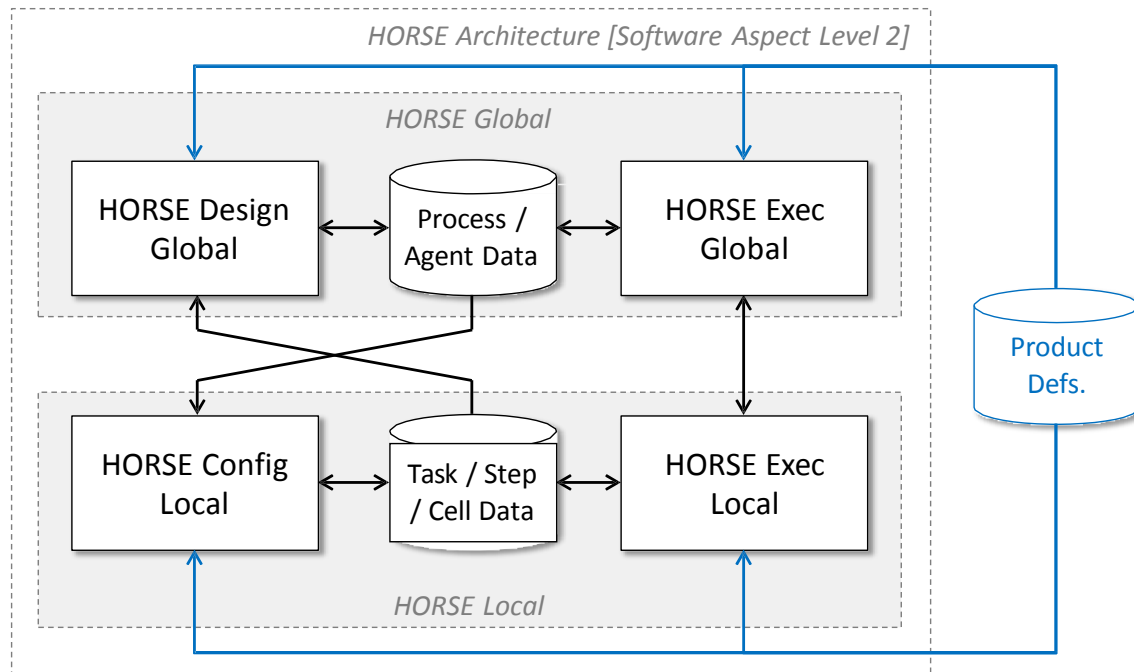 HORSE Architecture [Software Aspect Level 2]
HORSE Global
HORSE Design
Global
Process /
Agent Data
HORSE Exec
Global
Product
Defs.
HORSE Config
Local
Task / Step
/ Cell Data
HORSE Exec
Local
HORSE Local